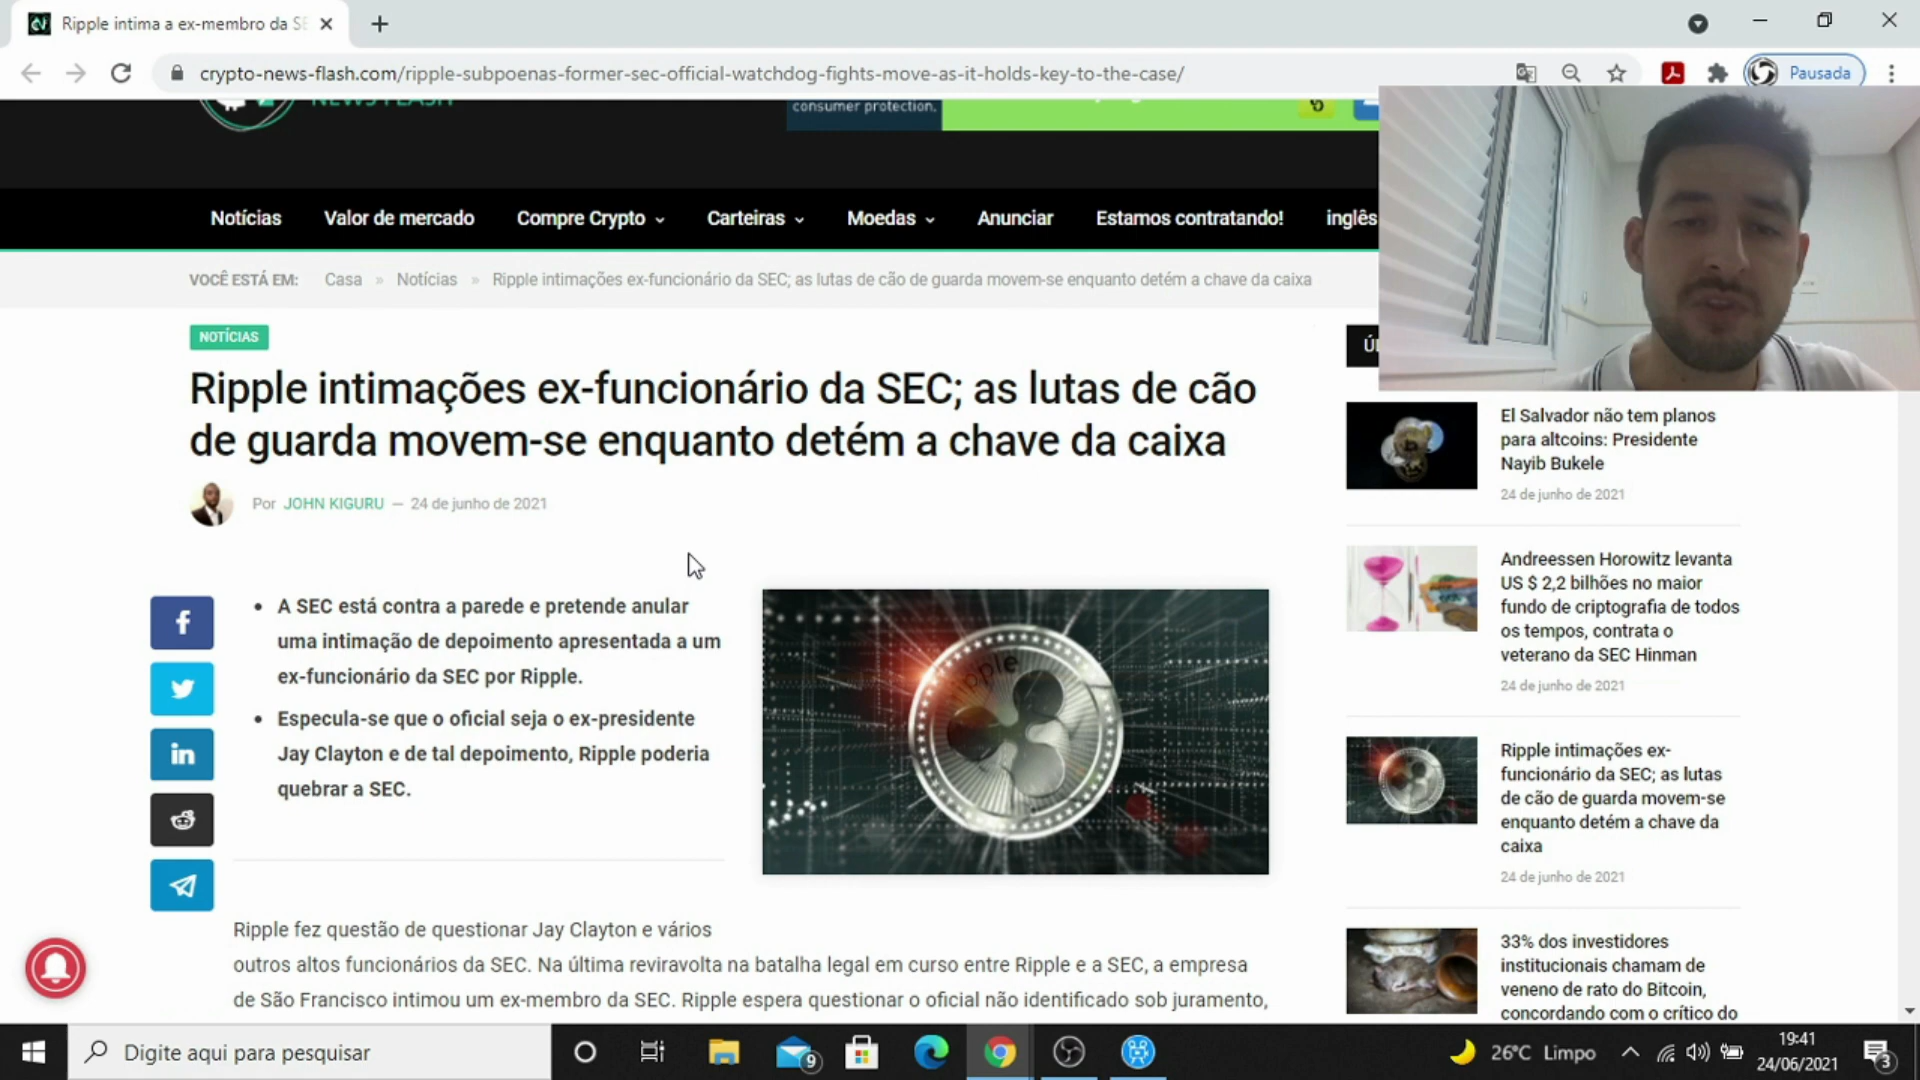 Ripple intima a ex-membro da SE
crypto-news-flash.com/ripple-subpoenas-former-sec-official-watchdog-fights-move-as-it-holds-key-to-the-case/
Pausada
NEWS FLASH
consumer protection.
Notícias
Valor de mercado
Compre Crypto
Carteiras
Moedas
Anunciar
Estamos contratando!
inglês
VOCÊ ESTÁ EM:
Casa » Notícias » Ripple intimações ex-funcionário da SEC; as lutas de cão de guarda movem-se enquanto detém a chave da caixa
NOTÍCIAS
Ripple intimações ex-funcionário da SEC; as lutas de cão
de guarda movem-se enquanto detém a chave da caixa
Por JOHN KIGURU — 24 de junho de 2021
• A SEC está contra a parede e pretende anular
uma intimação de depoimento apresentada a um
ex-funcionário da SEC por Ripple.
• Especula-se que o oficial seja o ex-presidente
Jay Clayton e de tal depoimento, Ripple poderia
quebrar a SEC.
ripple
Ripple fez questão de questionar Jay Clayton e vários
outros altos funcionários da SEC. Na última reviravolta na batalha legal em curso entre Ripple e a SEC, a empresa
de São Francisco intimou um ex-membro da SEC. Ripple espera questionar o oficial não identificado sob juramento,
El Salvador não tem planos
para altcoins: Presidente
Nayib Bukele
24 de junho de 2021
Andreessen Horowitz levanta
US $ 2,2 bilhões no maior
fundo de criptografia de todos
os tempos, contrata o
veterano da SEC Hinman
24 de junho de 2021
Ripple intimações ex-
funcionário da SEC; as lutas
de cão de guarda movem-se
enquanto detém a chave da
caixa
24 de junho de 2021
33% dos investidores
institucionais chamam de
veneno de rato do Bitcoin,
concordando com o crítico do
Digite aqui para pesquisar
9
26°C Limpo
19:41
24/06/2021
3